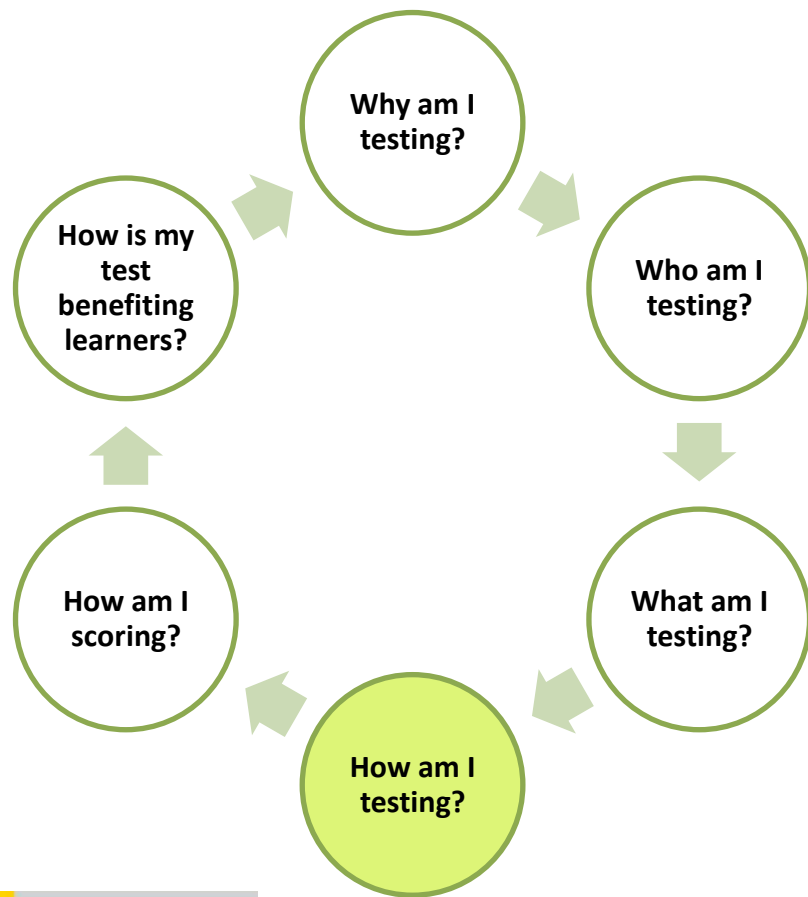 Why am I
testing?
Who am I
testing?
What am I
testing?
How am I
testing?
How am I
scoring?
How is my
test
benefiting
learners?